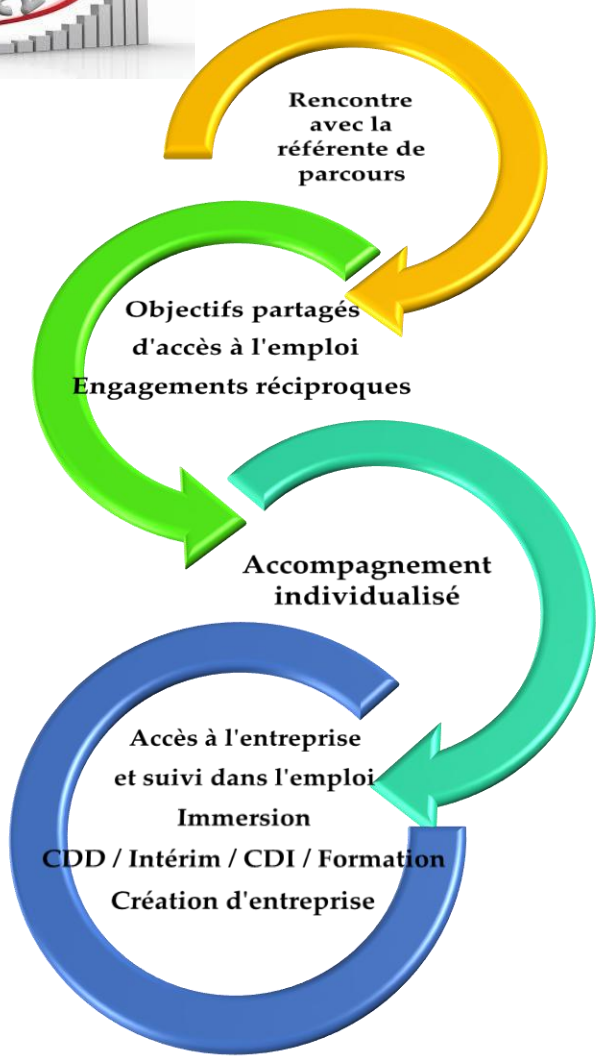 Rencontre
avec la
référente de
parcours
Objectifs partagés
d'accès à l'emploi
Engagements réciproques
Accompagnement
individualisé
Accès à l'entreprise
et suivi dans l'emploi
Immersion
CDD / Intérim / CDI / Formation
Création d'entreprise